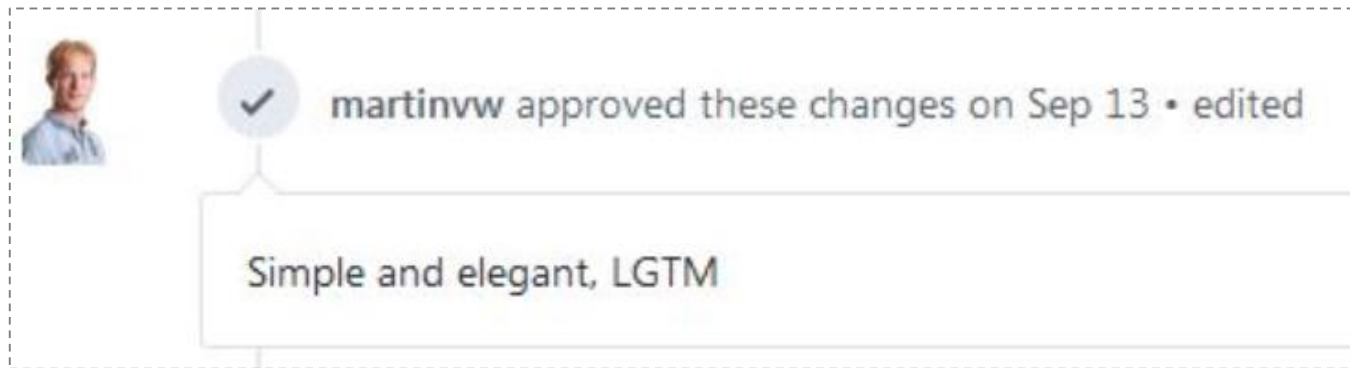 martinvw approved these changes on Sep 13 • edited
Simple and elegant, LGTM